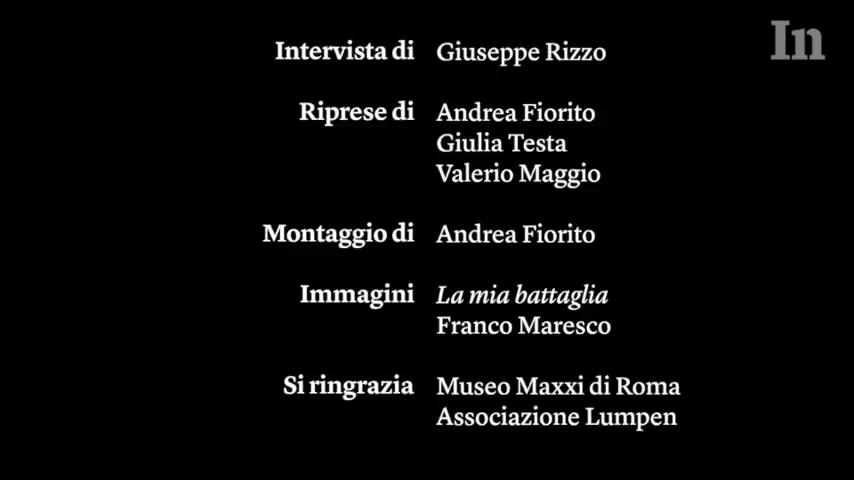 In
Intervista di Giuseppe Rizzo
Riprese di Andrea Fiorito
Giulia Testa
Valerio Maggio
Montaggio di Andrea Fiorito
Immagini La mia battaglia
Franco Maresco
Si ringrazia Museo Maxxi di Roma
Associazione Lumpen